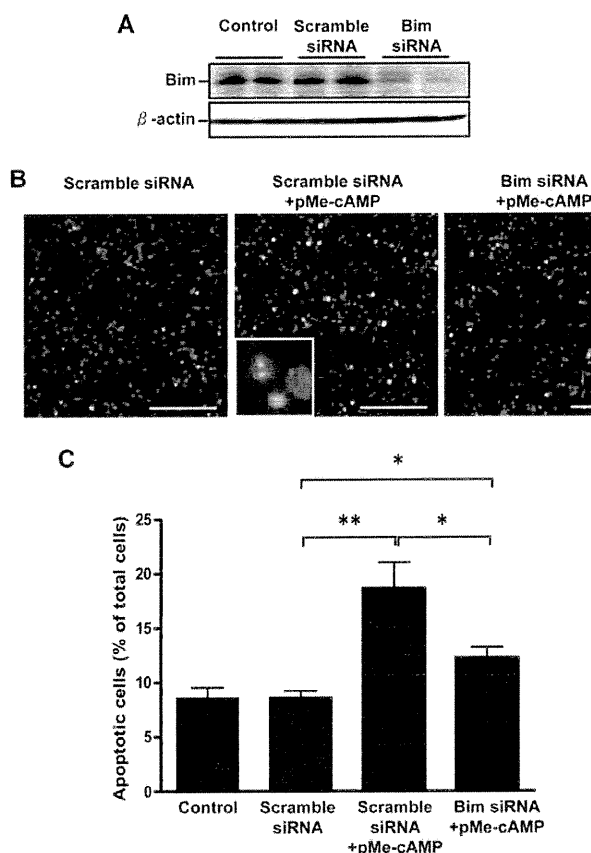 A
Control
Scramble
siRNA
Bim
siRNA
Bim
β-actin
B
Scramble siRNA
Scramble siRNA
+pMe-cAMP
Bim siRNA
+pMe-cAMP
C
*
**
*
Apoptotic cells (% of total cells)
25
20
15
10
5
0
Control
Scramble
siRNA
Scramble
siRNA
+pMe-cAMP
Bim siRNA
+pMe-cAMP